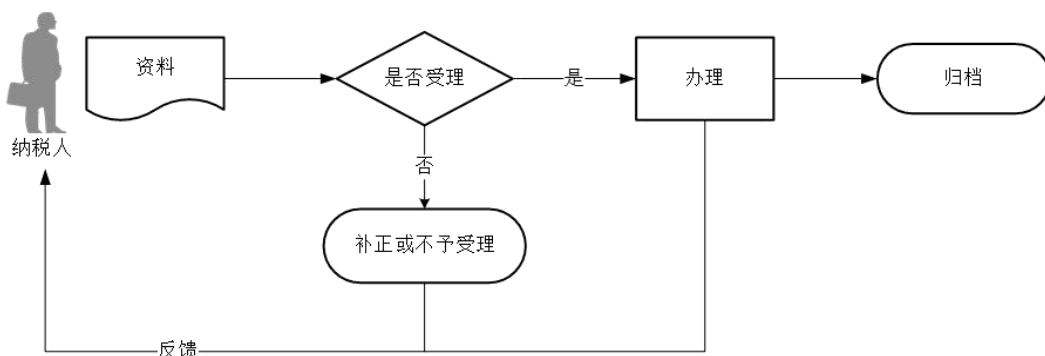 资料
是否受理
是
办理
归档
纳税人
否
补正或不予受理
反馈